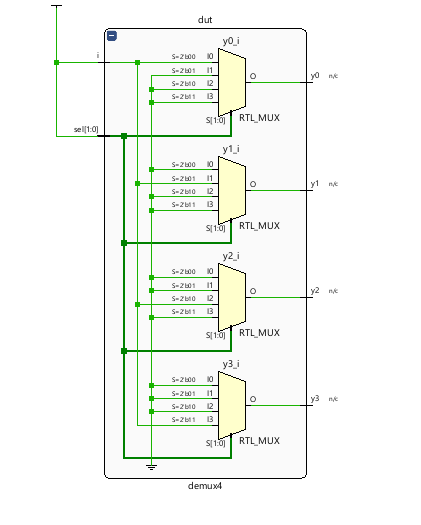 dut
y0_i
i
S=2'b00 I0
S=2'b01 I1
S=2'b10 I2
S=2'b11 I3
O
y0 n/c
S[1:0]
RTL_MUX
sel[1:0]
y1_i
S=2'b00 I0
S=2'b01 I1
S=2'b10 I2
S=2'b11 I3
O
y1 n/c
S[1:0]
RTL_MUX
y2_i
S=2'b00 I0
S=2'b01 I1
S=2'b10 I2
S=2'b11 I3
O
y2 n/c
S[1:0]
RTL_MUX
y3_i
S=2'b00 I0
S=2'b01 I1
S=2'b10 I2
S=2'b11 I3
O
y3 n/c
S[1:0]
RTL_MUX
demux4